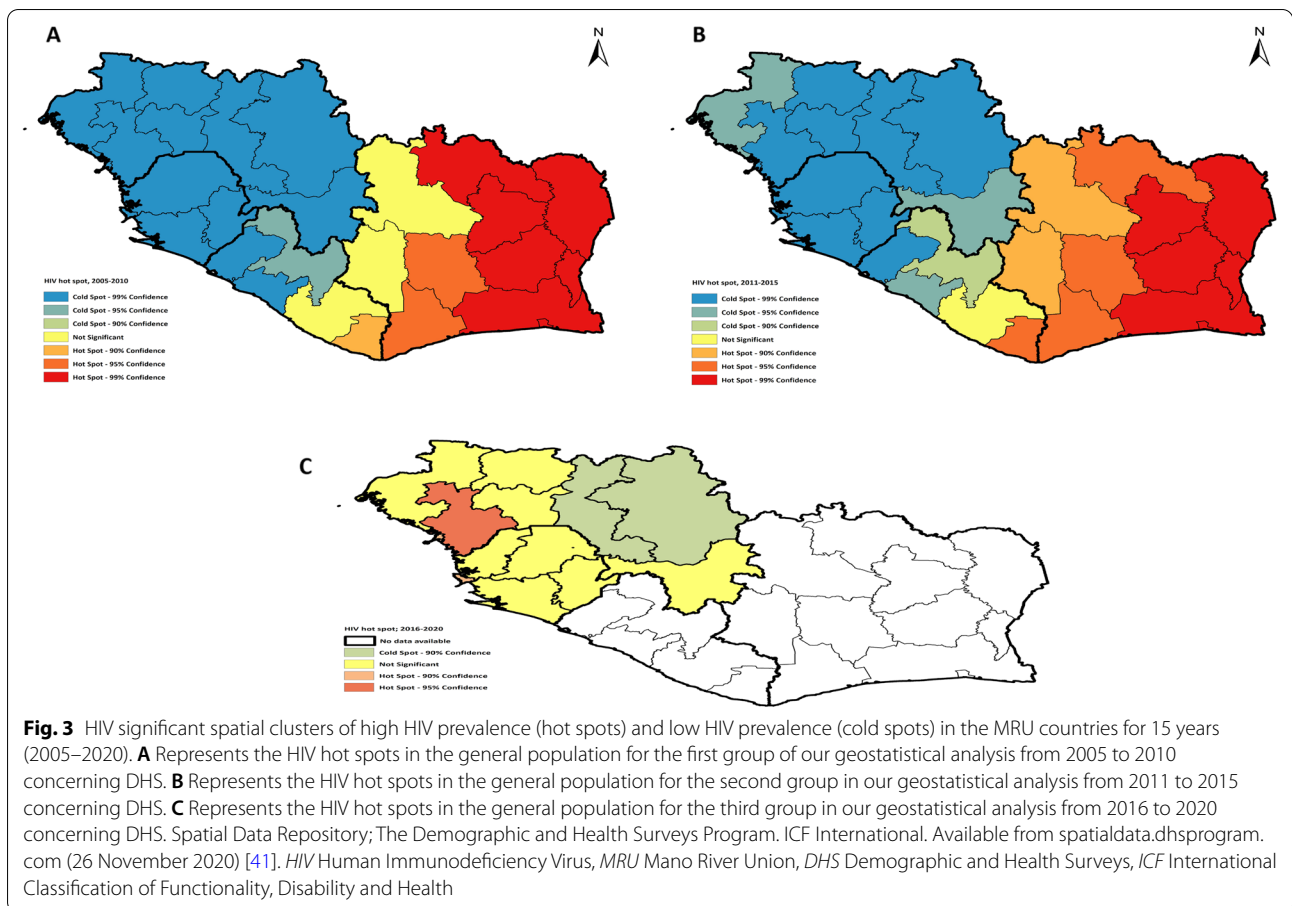 A
N
HIV hot spot, 2005-2010
Cold Spot - 99% Confidence
Cold Spot - 95% Confidence
Cold Spot - 90% Confidence
Not Significant
Hot Spot - 90% Confidence
Hot Spot - 95% Confidence
Hot Spot - 99% Confidence
B
N
HIV hot spot, 2011-2015
Cold Spot - 99% Confidence
Cold Spot - 95% Confidence
Cold Spot - 90% Confidence
Not Significant
Hot Spot - 90% Confidence
Hot Spot - 95% Confidence
Hot Spot - 99% Confidence
C
HIV hot spot; 2016-2020
No data available
Cold Spot - 90% Confidence
Not Significant
Hot Spot - 90% Confidence
Hot Spot - 95% Confidence
Fig. 3 HIV significant spatial clusters of high HIV prevalence (hot spots) and low HIV prevalence (cold spots) in the MRU countries for 15 years
(2005–2020). A Represents the HIV hot spots in the general population for the first group of our geostatistical analysis from 2005 to 2010
concerning DHS. B Represents the HIV hot spots in the general population for the second group in our geostatistical analysis from 2011 to 2015
concerning DHS. C Represents the HIV hot spots in the general population for the third group in our geostatistical analysis from 2016 to 2020
concerning DHS. Spatial Data Repository; The Demographic and Health Surveys Program. ICF International. Available from spatialdata.dhsprogram.
com (26 November 2020) [41]. HIV Human Immunodeficiency Virus, MRU Mano River Union, DHS Demographic and Health Surveys, ICF International
Classification of Functionality, Disability and Health